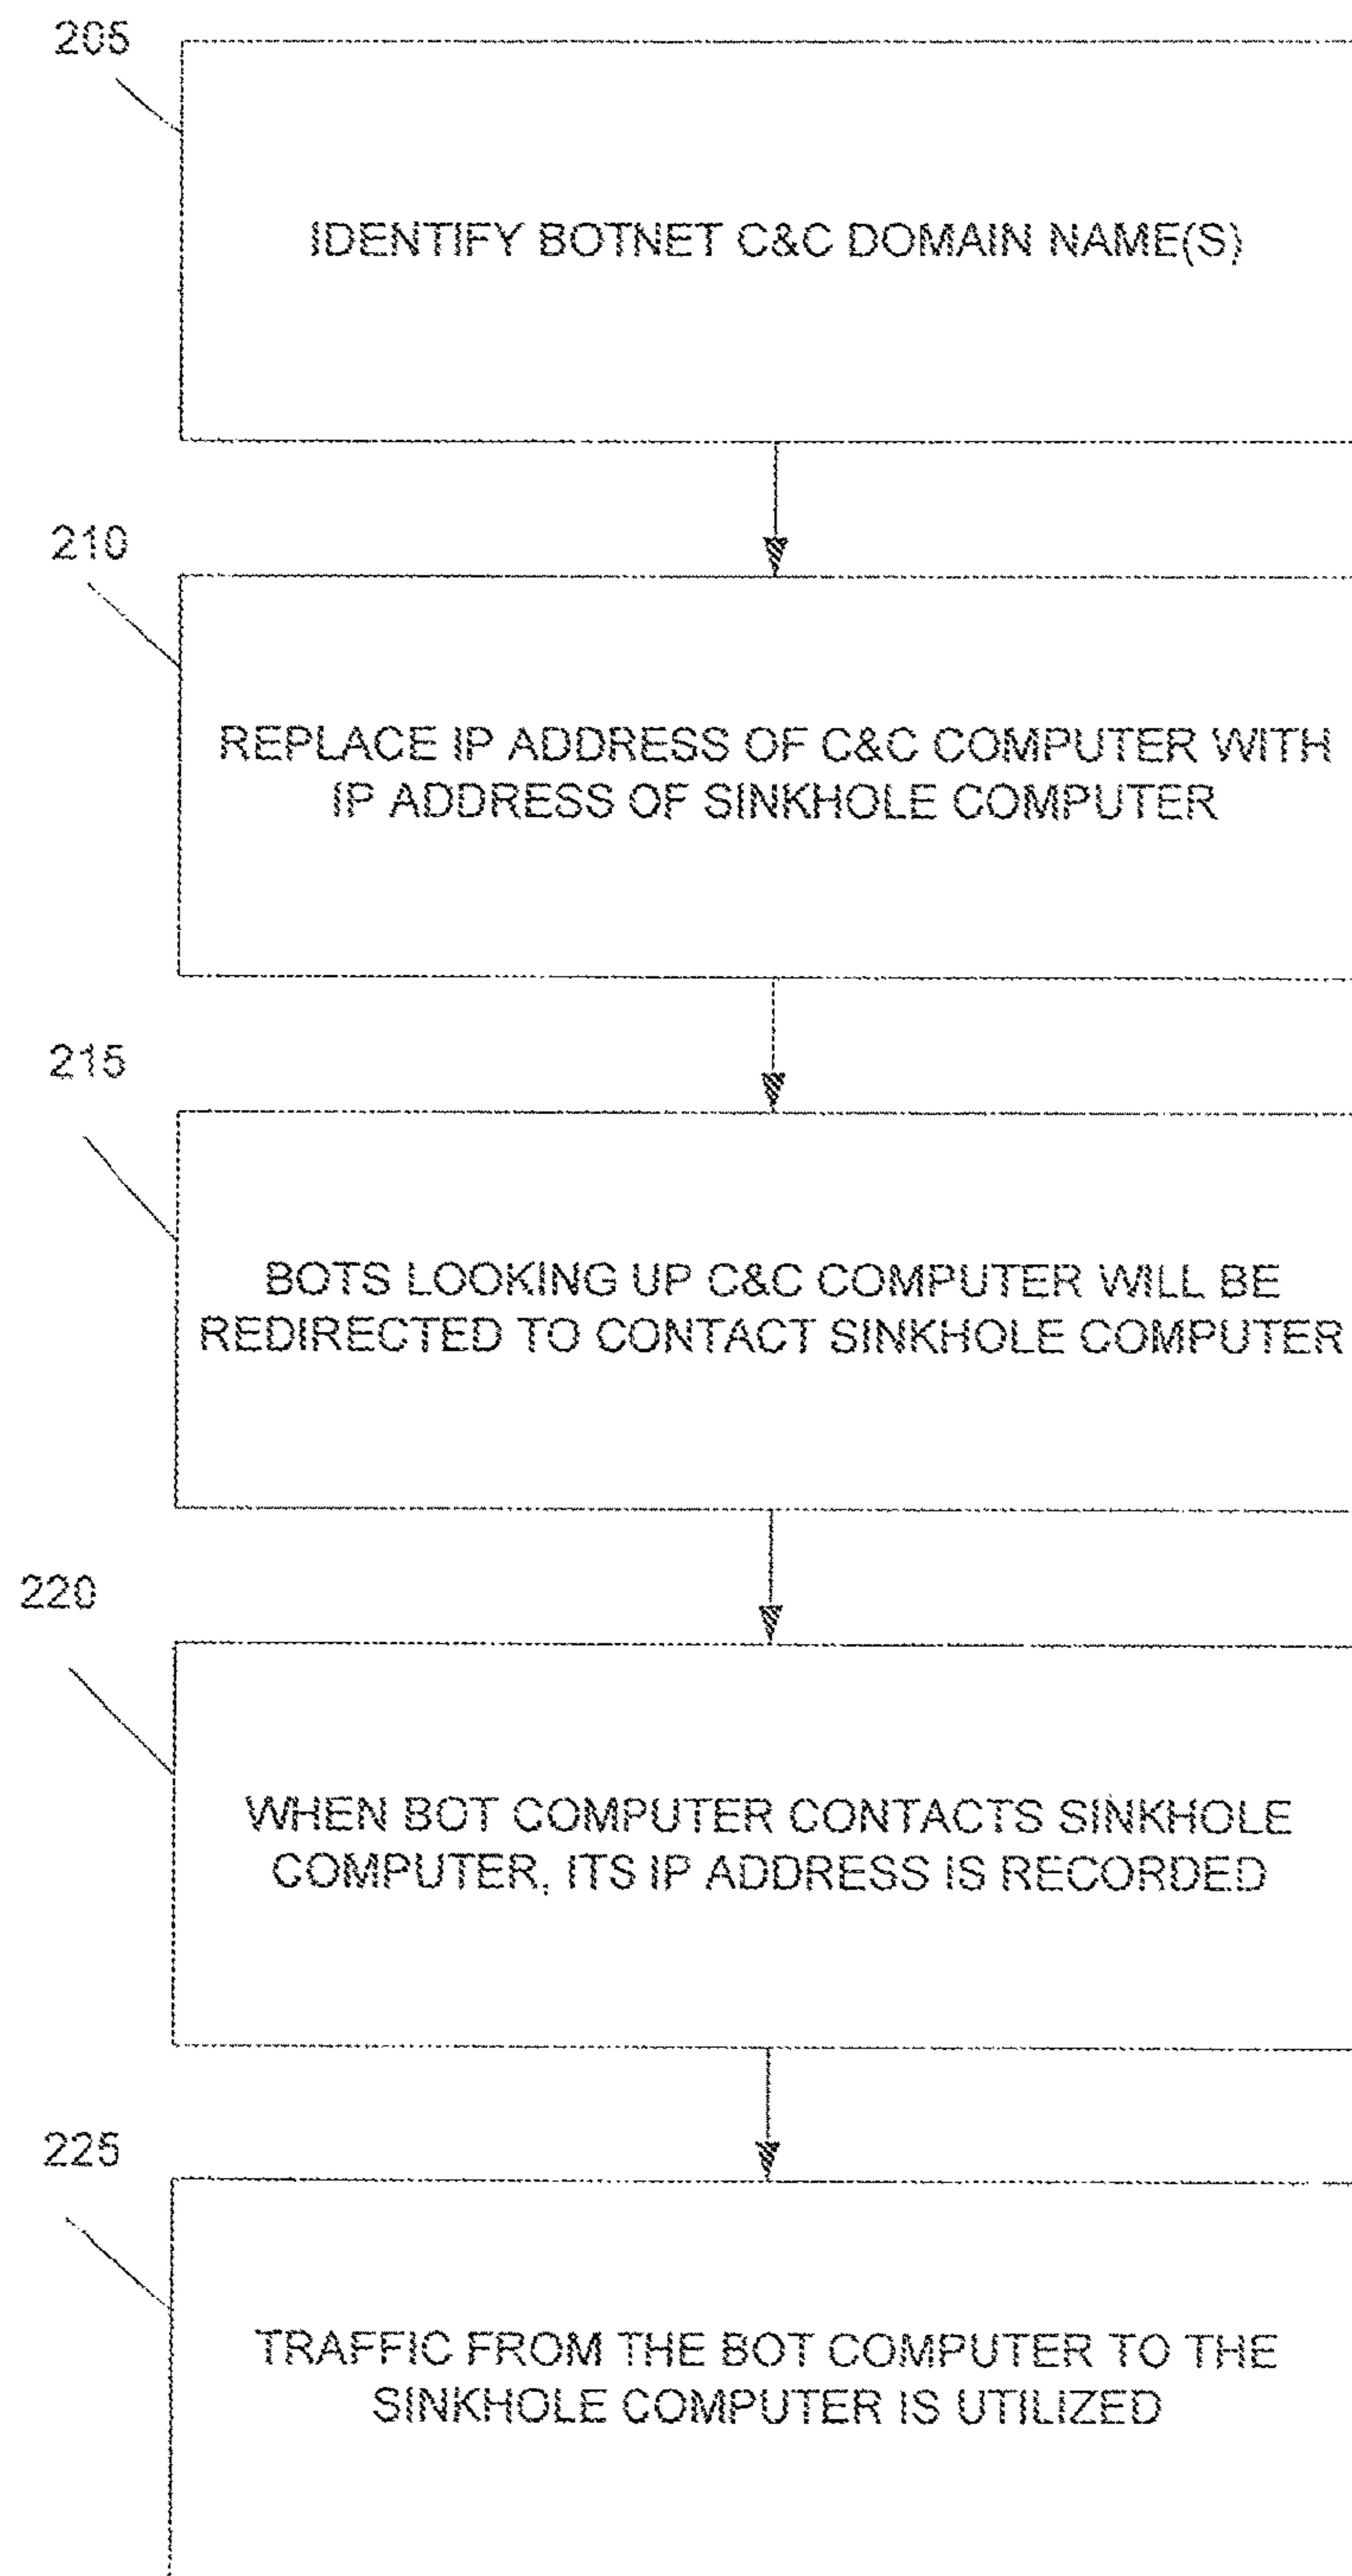 205
IDENTIFY BOTNET C&C DOMAIN NAME(S)
210
REPLACE IP ADDRESS OF C&C COMPUTER WITH
IP ADDRESS OF SINKHOLE COMPUTER
215
BOTS LOOKING UP C&C COMPUTER WILL BE
REDIRECTED TO CONTACT SINKHOLE COMPUTER
220
WHEN BOT COMPUTER CONTACTS SINKHOLE
COMPUTER, ITS IP ADDRESS IS RECORDED
225
TRAFFIC FROM THE BOT COMPUTER TO THE
SINKHOLE COMPUTER IS UTILIZED